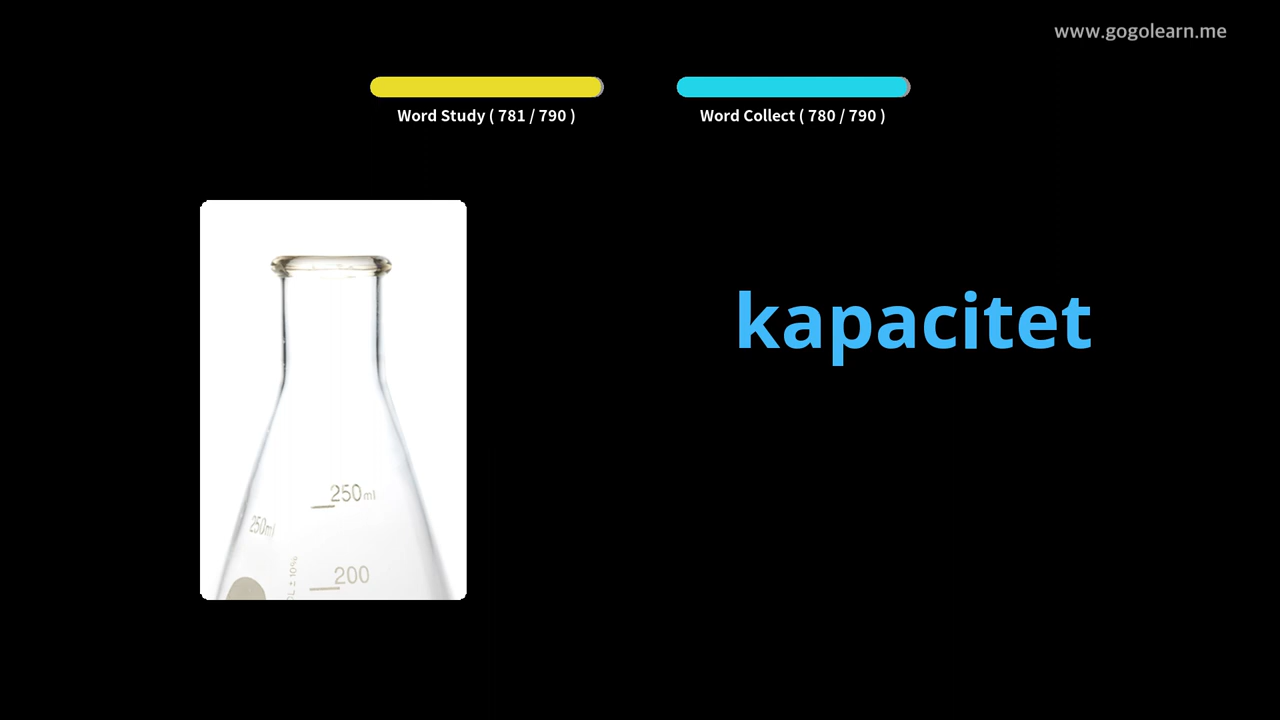 www.gogolearn.me
Word Study ( 781 / 790 )
Word Collect ( 780 / 790 )
kapacitet
250ml
250ml
200